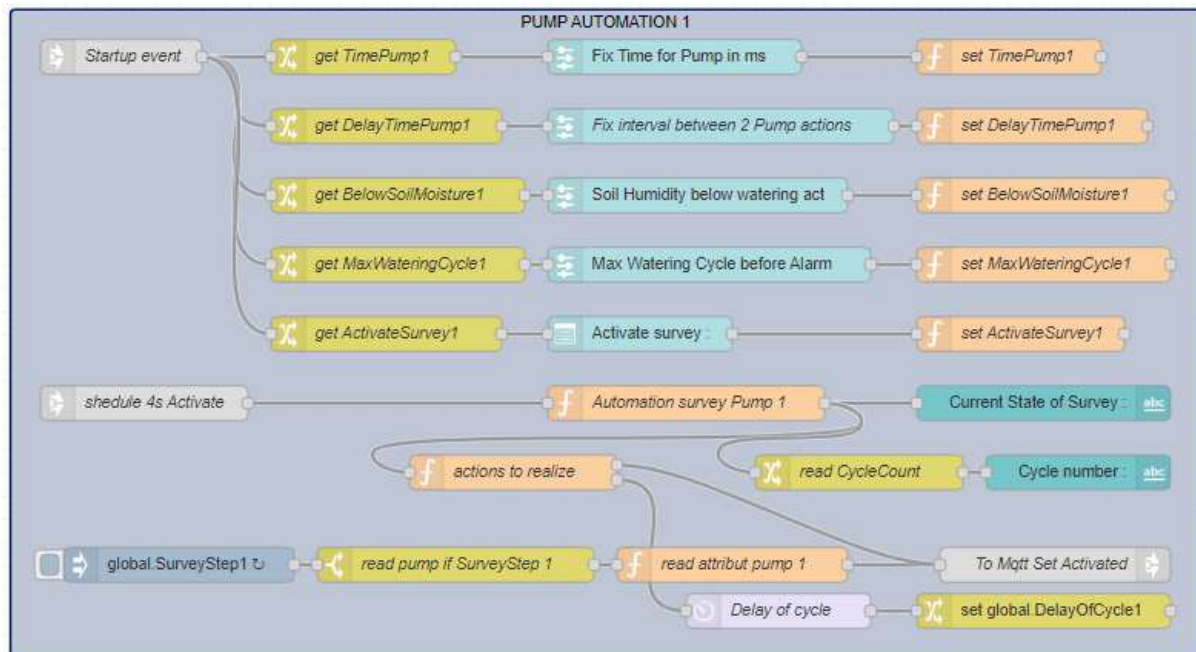 PUMP AUTOMATION 1
Startup event
get TimePump1
Fix Time for Pump in ms
set TimePump1
get DelayTimePump1
Fix interval between 2 Pump actions
set DelayTimePump1
get BelowSoilMoisture1
Soil Humidity below watering act
set BelowSoilMoisture1
get MaxWateringCycle1
Max Watering Cycle before Alarm
set MaxWateringCycle1
get ActivateSurvey1
Activate survey :
set ActivateSurvey1
shedule 4s Activate
Automation survey Pump 1
Current State of Survey :
abc
actions to realize
read CycleCount
Cycle number :
abc
global.SurveyStep1 ↻
read pump if SurveyStep 1
read attribut pump 1
To Mqtt Set Activated
Delay of cycle
set global.DelayOfCycle1